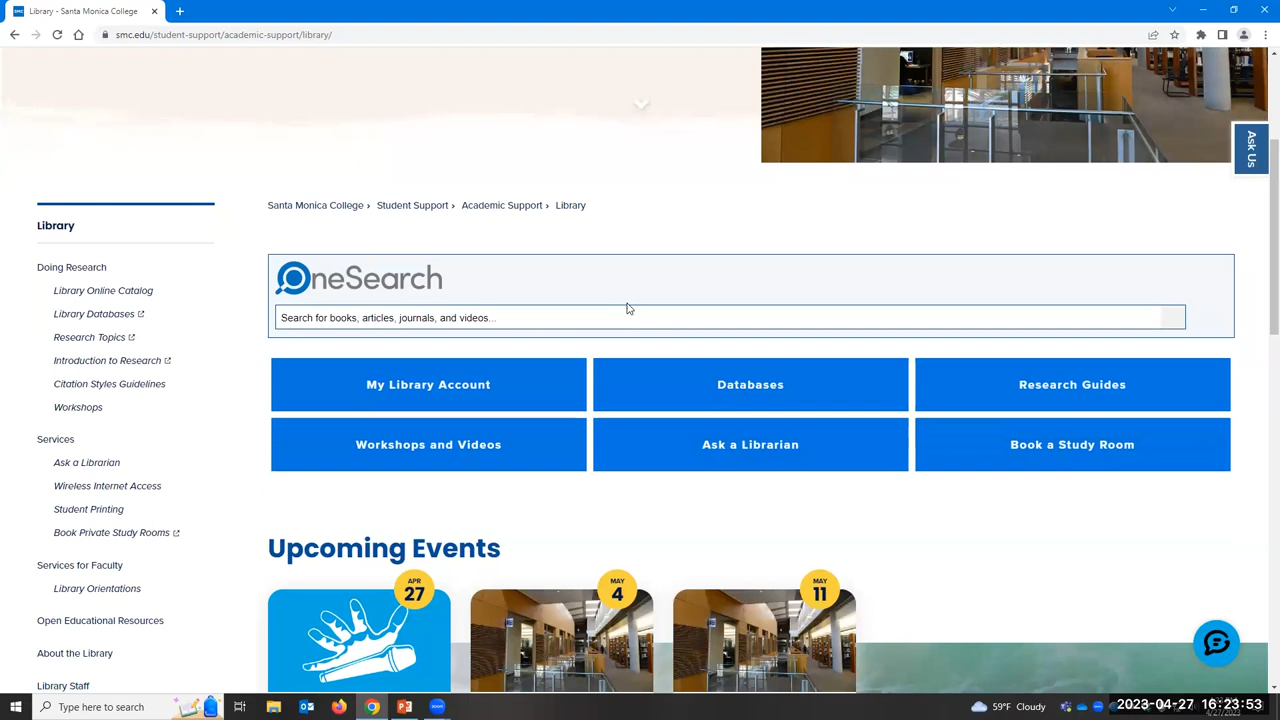 Library - Santa Monica College
smc.edu/student-support/academic-support/library/
Ask Us
Santa Monica College › Student Support › Academic Support › Library
Library
Doing Research
Library Online Catalog
Library Databases
Research Topics
Introduction to Research
Citation Styles Guidelines
Workshops
Services
Ask a Librarian
Wireless Internet Access
Student Printing
Book Private Study Rooms
Services for Faculty
Library Orientations
Open Educational Resources
About the Library
Library Staff
OneSearch
Search for books, articles, journals, and videos...
My Library Account
Databases
Research Guides
Workshops and Videos
Ask a Librarian
Book a Study Room
Upcoming Events
APR
27
MAY
4
MAY
11
Type here to search
59°F Cloudy
2023-04-27 16:23:53